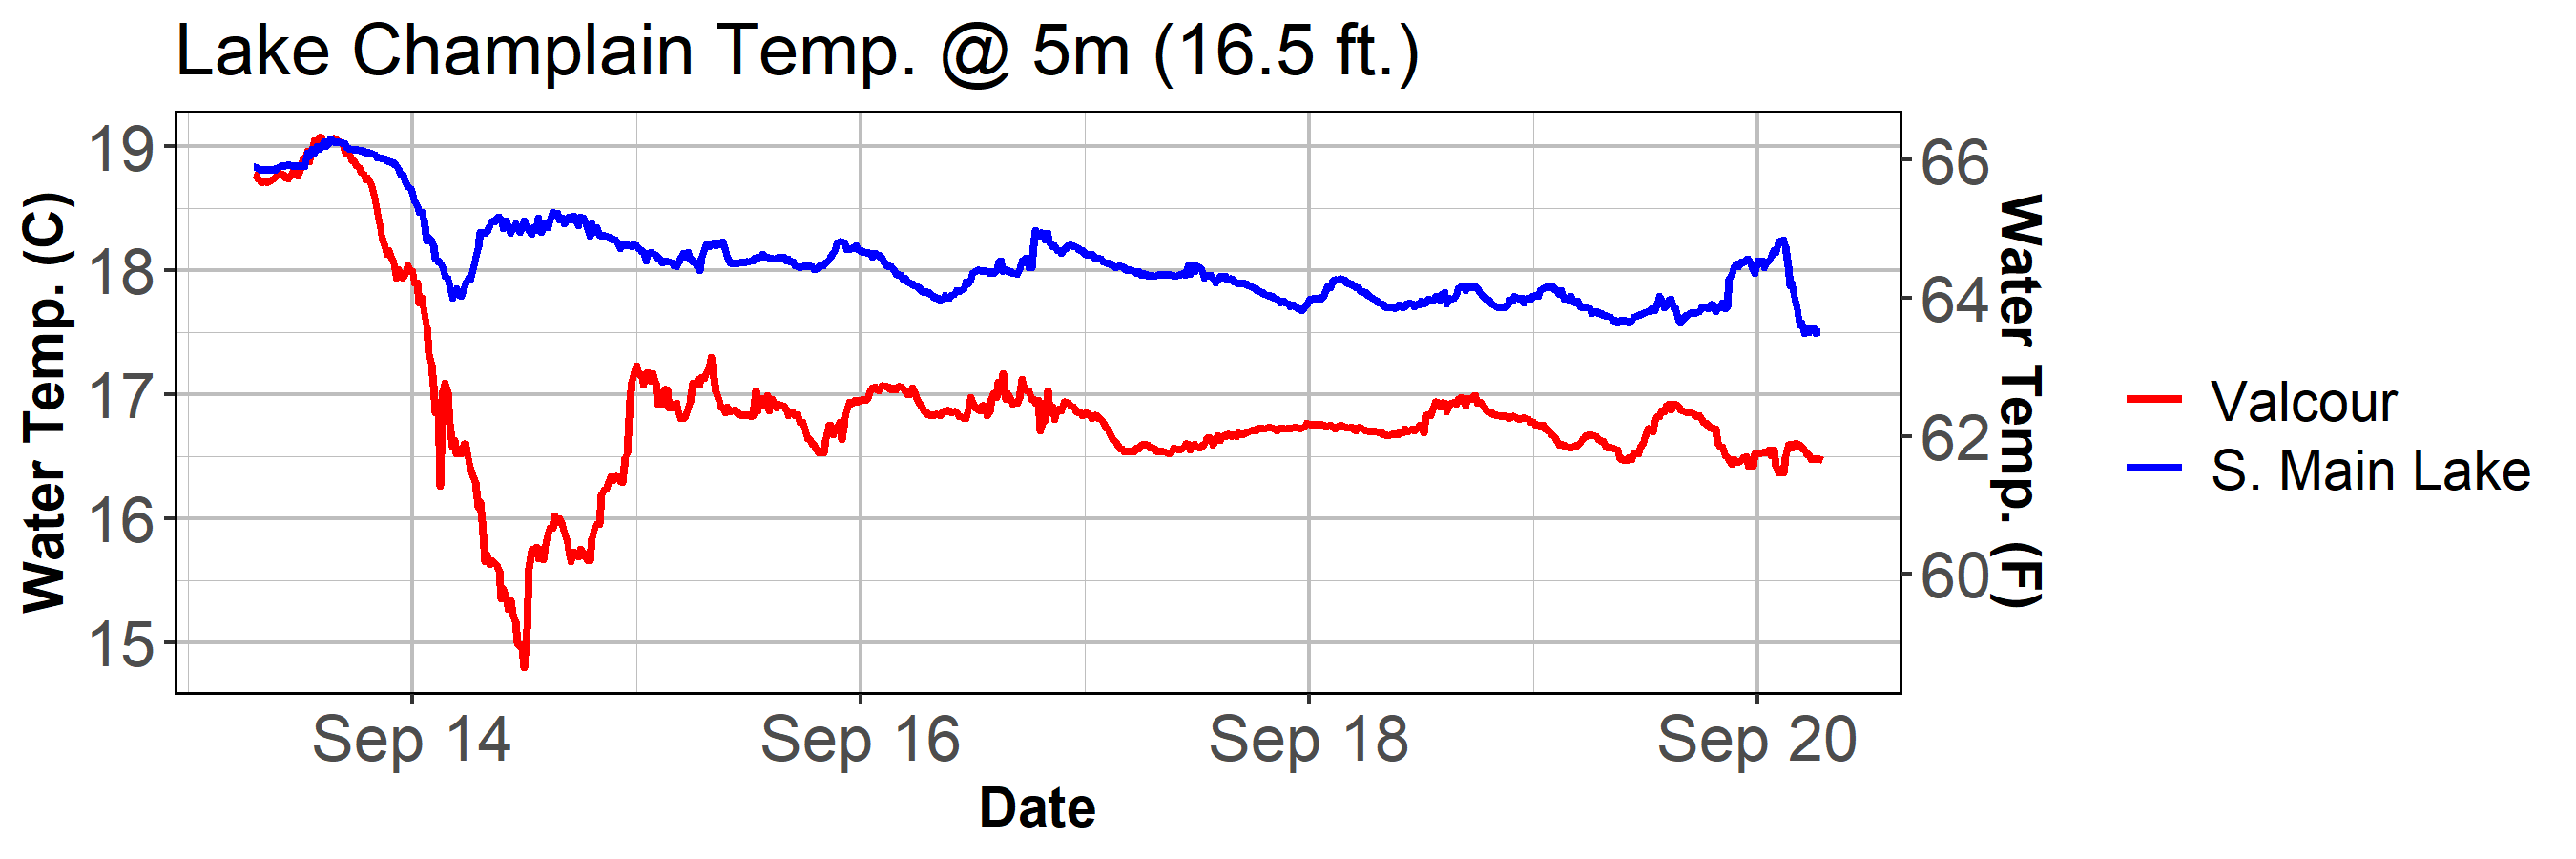 Lake Champlain Temp. @ 5m (16.5 ft.)
Water Temp. (C)
19
18
17
16
15
66
64
62
60
Water Temp. (F)
Sep 14
Sep 16
Sep 18
Sep 20
Date
Valcour
S. Main Lake